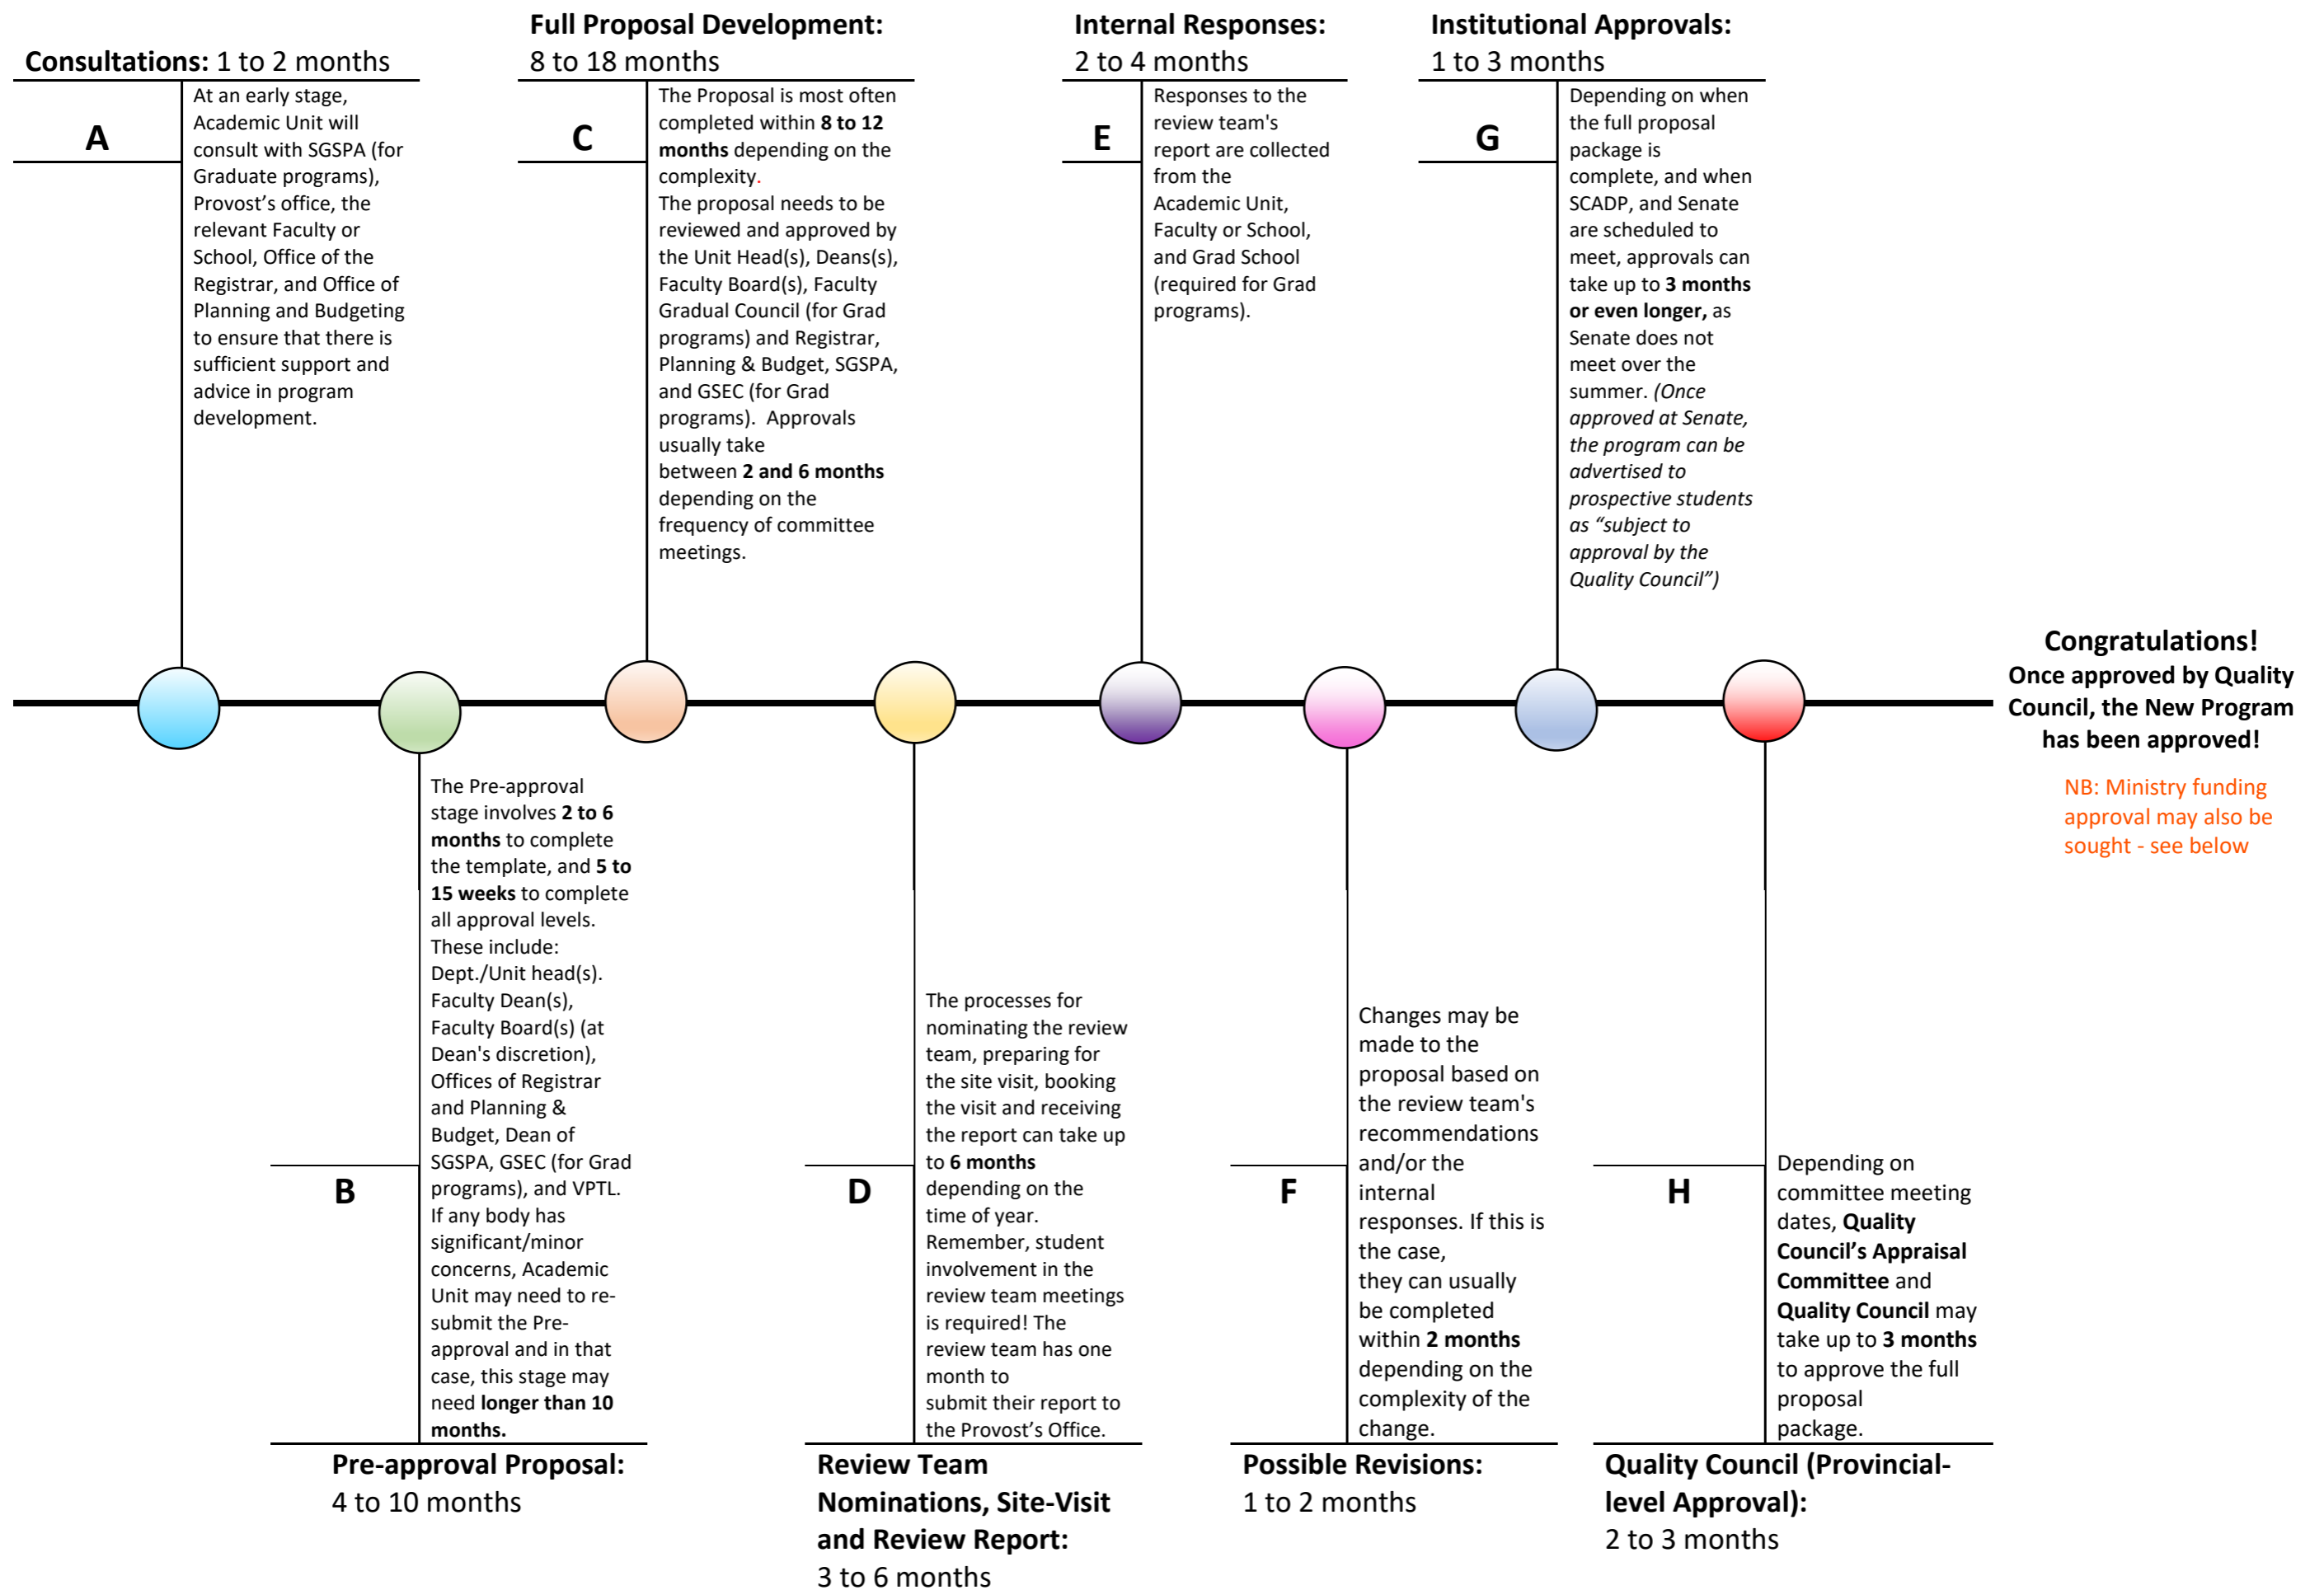 Consultations: 1 to 2 months
A
At an early stage,
Academic Unit will
consult with SGSPA (for
Graduate programs),
Provost’s office, the
relevant Faculty or
School, Office of the
Registrar, and Office of
Planning and Budgeting
to ensure that there is
sufficient support and
advice in program
development.
B
The Pre-approval
stage involves 2 to 6
months to complete
the template, and 5 to
15 weeks to complete
all approval levels.
These include:
Dept./Unit head(s).
Faculty Dean(s),
Faculty Board(s) (at
Dean's discretion),
Offices of Registrar
and Planning &
Budget, Dean of
SGSPA, GSEC (for Grad
programs), and VPTL.
If any body has
significant/minor
concerns, Academic
Unit may need to re-
submit the Pre-
approval and in that
case, this stage may
need longer than 10
months.
Pre-approval Proposal:
4 to 10 months
Full Proposal Development:
8 to 18 months
C
The Proposal is most often
completed within 8 to 12
months depending on the
complexity.
The proposal needs to be
reviewed and approved by
the Unit Head(s), Deans(s),
Faculty Board(s), Faculty
Gradual Council (for Grad
programs) and Registrar,
Planning & Budget, SGSPA,
and GSEC (for Grad
programs). Approvals
usually take
between 2 and 6 months
depending on the
frequency of committee
meetings.
D
The processes for
nominating the review
team, preparing for
the site visit, booking
the visit and receiving
the report can take up
to 6 months
depending on the
time of year.
Remember, student
involvement in the
review team meetings
is required! The
review team has one
month to
submit their report to
the Provost’s Office.
Review Team
Nominations, Site-Visit
and Review Report:
3 to 6 months
Internal Responses:
2 to 4 months
E
Responses to the
review team's
report are collected
from the
Academic Unit,
Faculty or School,
and Grad School
(required for Grad
programs).
F
Changes may be
made to the
proposal based on
the review team's
recommendations
and/or the
internal
responses. If this is
the case,
they can usually
be completed
within 2 months
depending on the
complexity of the
change.
Possible Revisions:
1 to 2 months
Institutional Approvals:
1 to 3 months
G
Depending on when
the full proposal
package is
complete, and when
SCADP, and Senate
are scheduled to
meet, approvals can
take up to 3 months
or even longer, as
Senate does not
meet over the
summer. (Once
approved at Senate,
the program can be
advertised to
prospective students
as “subject to
approval by the
Quality Council”)
H
Depending on
committee meeting
dates, Quality
Council’s Appraisal
Committee and
Quality Council may
take up to 3 months
to approve the full
proposal
package.
Quality Council (Provincial-
level Approval):
2 to 3 months
Congratulations!
Once approved by Quality
Council, the New Program
has been approved!
NB: Ministry funding
approval may also be
sought - see below